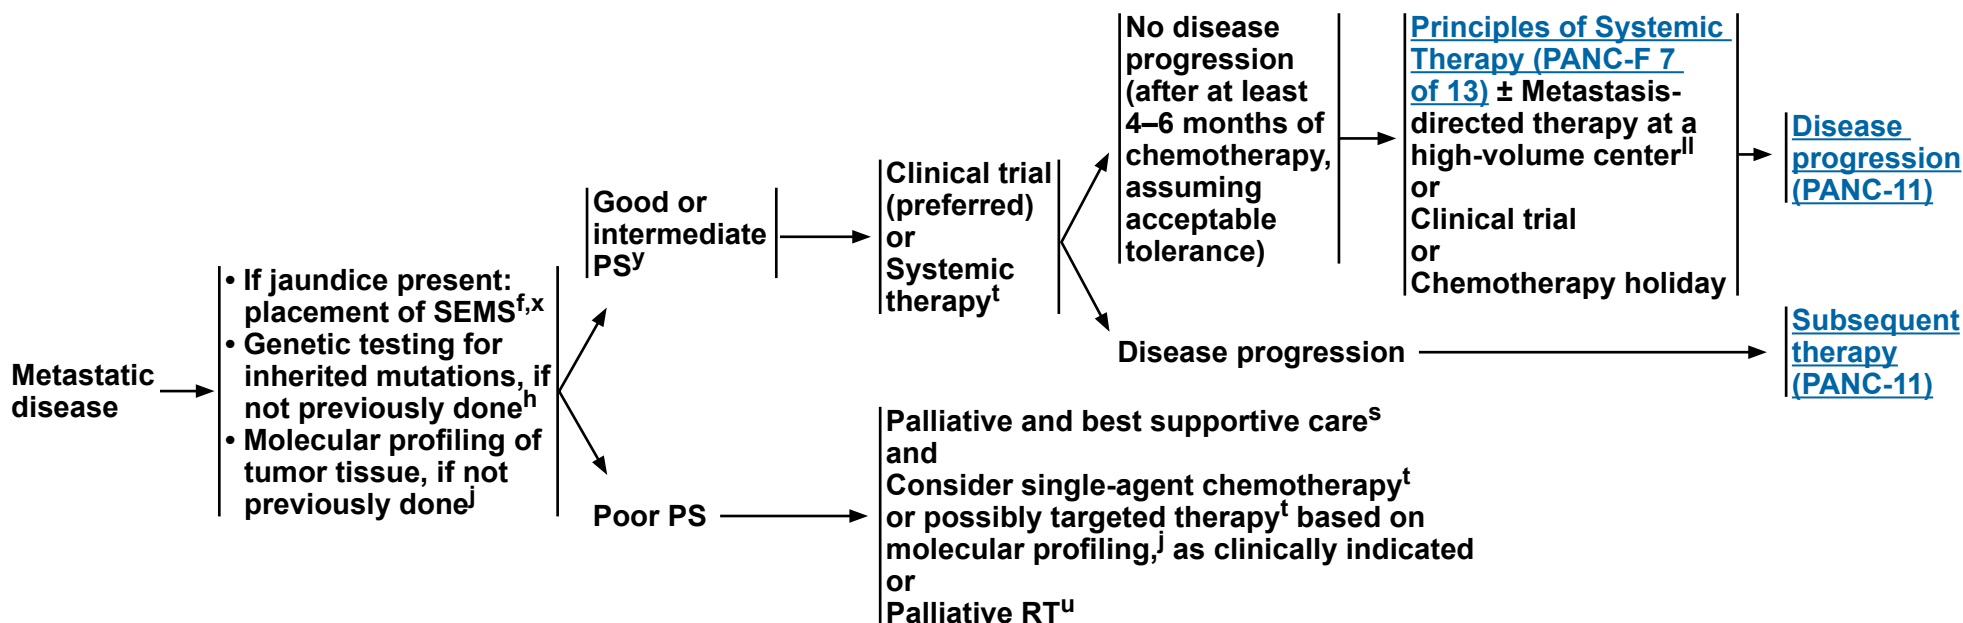 Metastatic
disease
• If jaundice present:
placement of SEMSf,x
• Genetic testing for
inherited mutations, if
not previously doneh
• Molecular profiling of
tumor tissue, if not
previously donej
Good or
intermediate
PSy
Clinical trial
(preferred)
or
Systemic
therapyt
No disease
progression
(after at least
4–6 months of
chemotherapy,
assuming
acceptable
tolerance)
Principles of Systemic
Therapy (PANC-F 7
of 13) ± Metastasis-
directed therapy at a
high-volume centerll
or
Clinical trial
or
Chemotherapy holiday
Disease
progression
(PANC-11)
Disease progression
Subsequent
therapy
(PANC-11)
Poor PS
Palliative and best supportive cares
and
Consider single-agent chemotherapyt
or possibly targeted therapyt based on
molecular profiling,j as clinically indicated
or
Palliative RTu